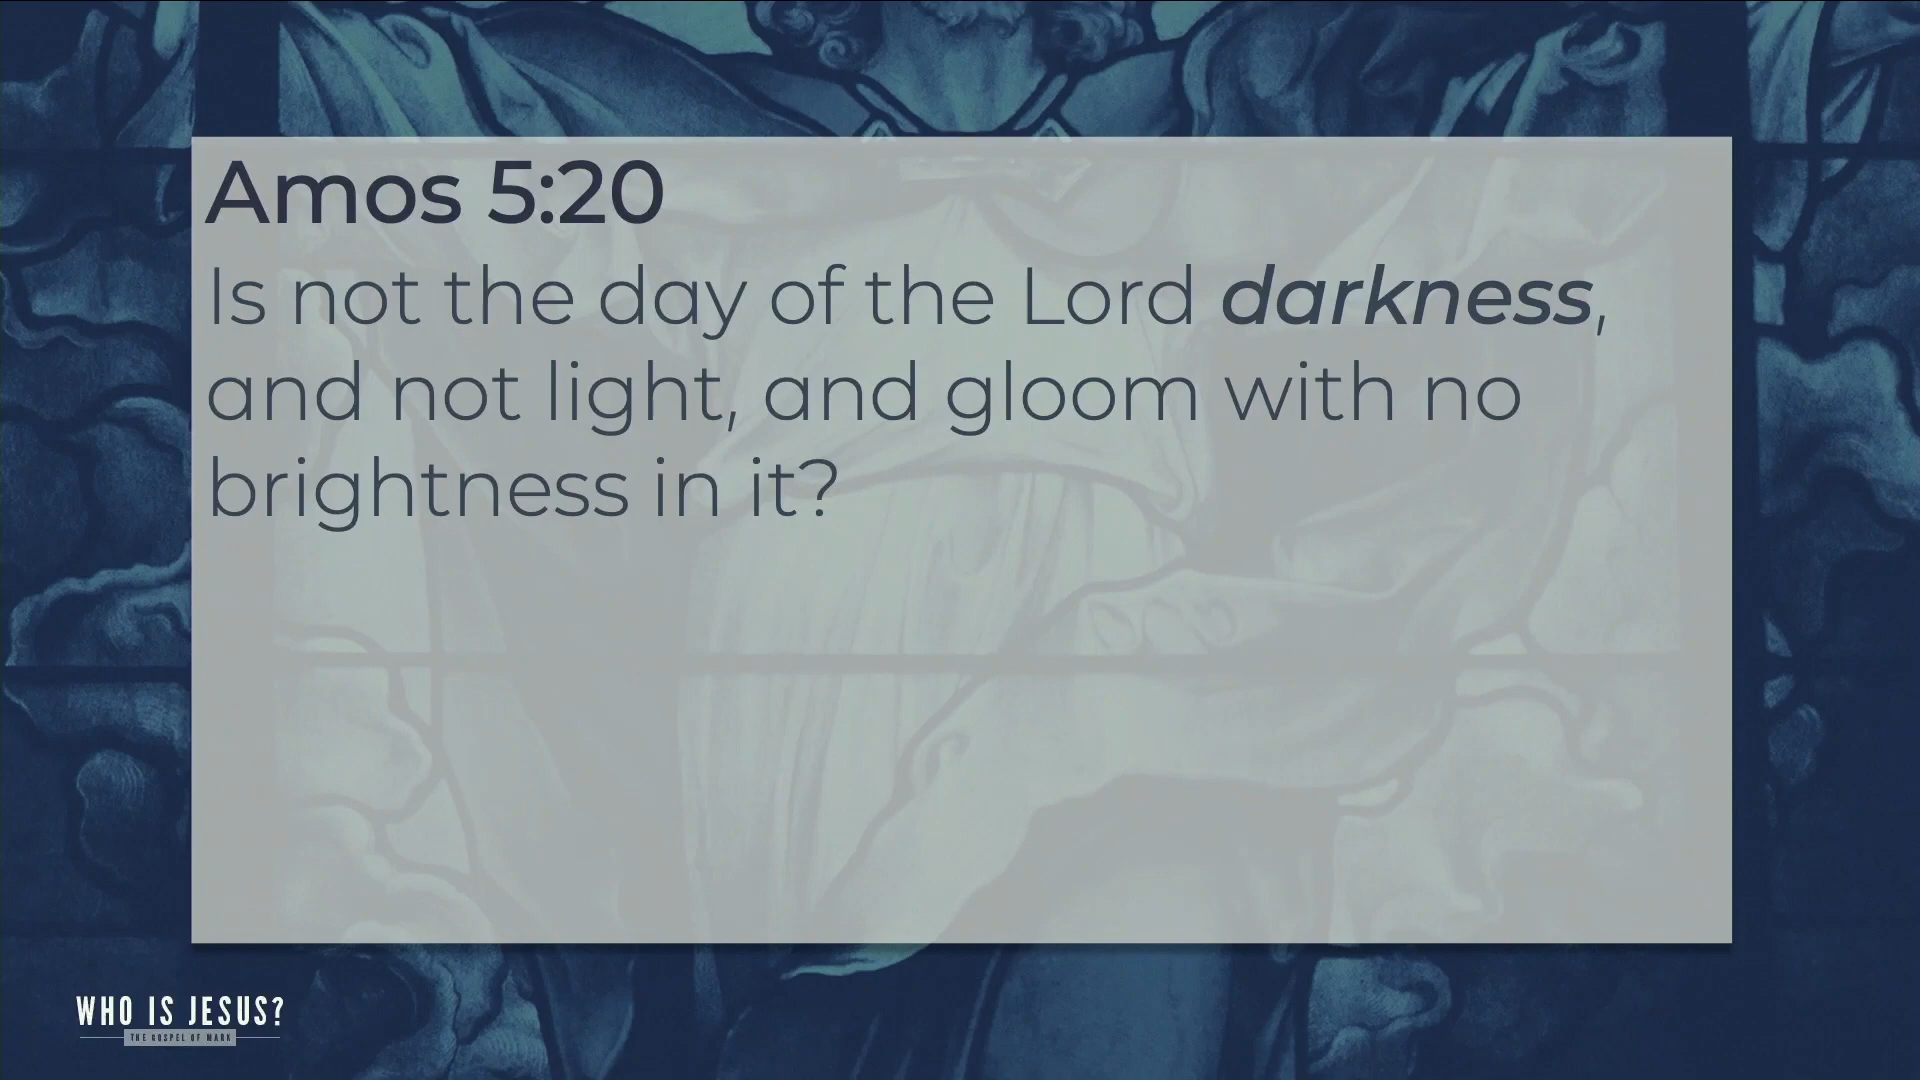 Amos 5:20
Is not the day of the Lord darkness,
and not light, and gloom with no
brightness in it?
WHO IS JESUS?
THE GOSPEL OF MARK